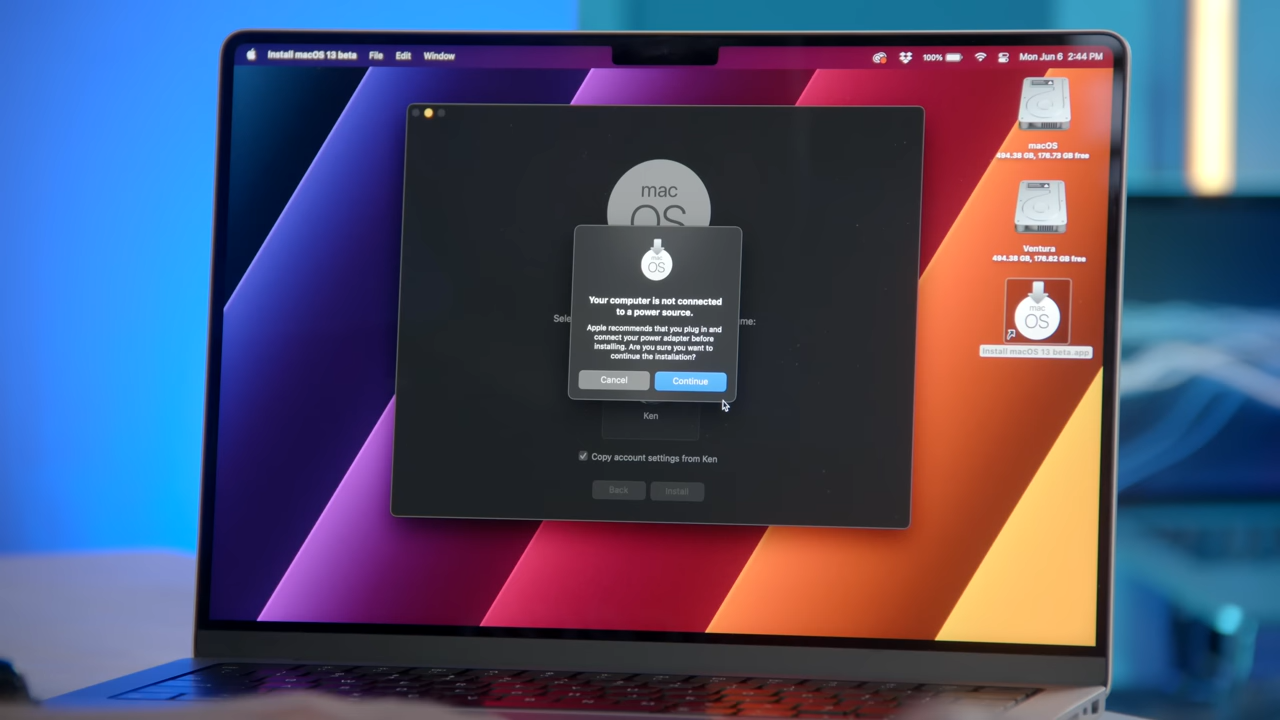 Install macOS 13 beta File Edit Window 100% Mon Jun 6 2:44 PM
macOS
494.38 GB, 176.73 GB free
Ventura
494.38 GB, 176.82 GB free
Install macOS 13 beta.app
mac
OS
mac
OS
Your computer is not connected
to a power source.
Apple recommends that you plug in and
connect your power adapter before
installing. Are you sure you want to
continue the installation?
Cancel Continue
Ken
Copy account settings from Ken
Back Install
mac
OS